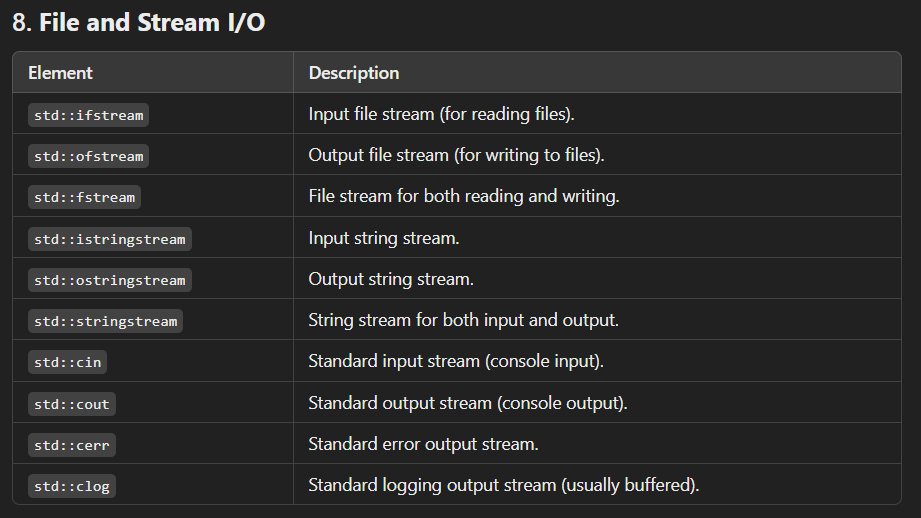 8. File and Stream I/O
Element Description
std::ifstream Input file stream (for reading files).
std::ofstream Output file stream (for writing to files).
std::fstream File stream for both reading and writing.
std::istringstream Input string stream.
std::ostringstream Output string stream.
std::stringstream String stream for both input and output.
std::cin Standard input stream (console input).
std::cout Standard output stream (console output).
std::cerr Standard error output stream.
std::clog Standard logging output stream (usually buffered).